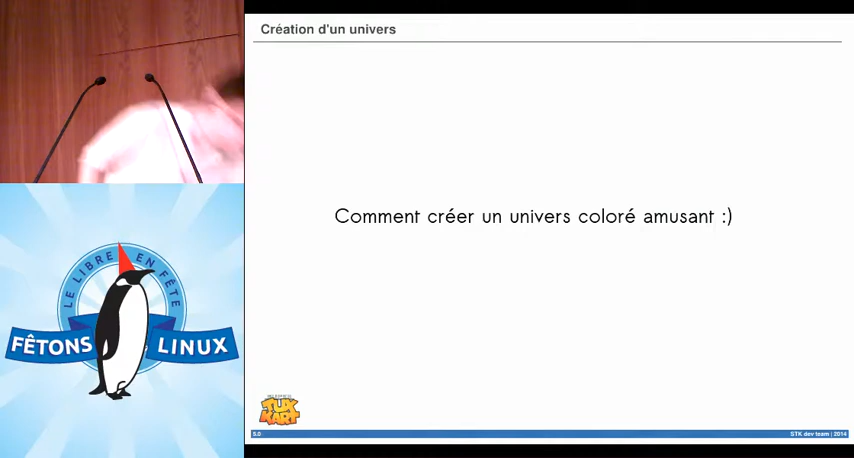 Création d'un univers
Comment créer un univers coloré amusant :)
LE LIBRE EN FÊTE
FÊTONS LINUX
TUX
KART
5.0
STK dev team | 2014